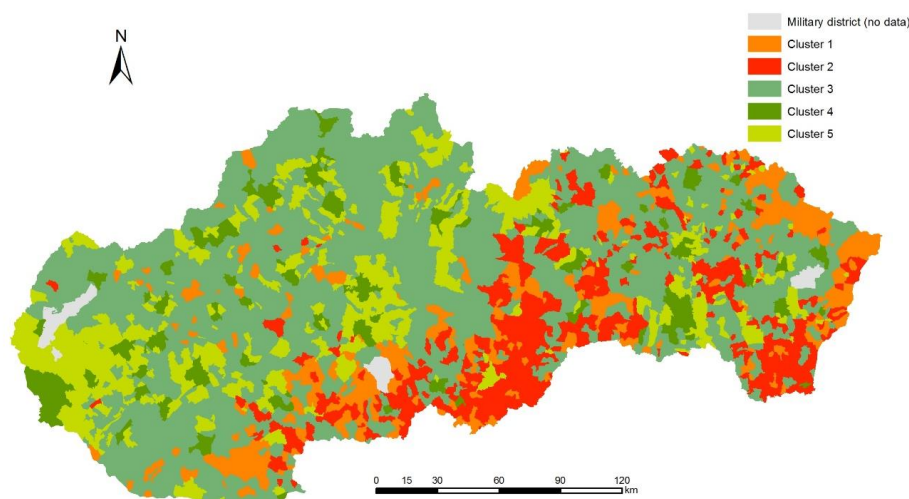 N
Military district (no data)
Cluster 1
Cluster 2
Cluster 3
Cluster 4
Cluster 5
0 15 30 60 90 120
km